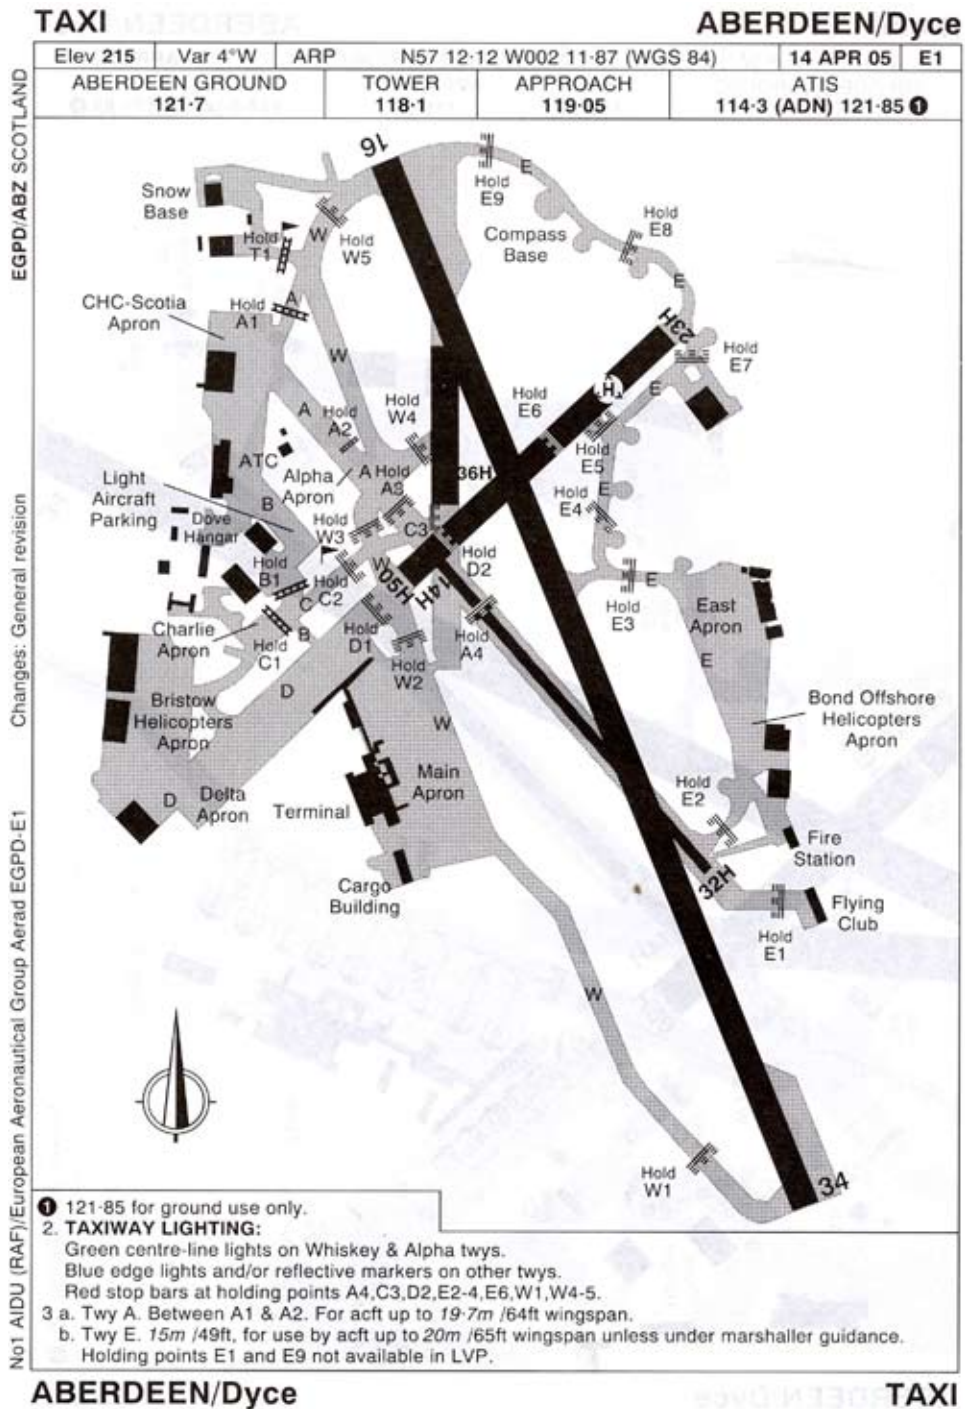 TAXI
ABERDEEN/Dyce
Elev 215 Var 4°W ARP N57 12·12 W002 11·87 (WGS 84) 14 APR 05 E1
ABERDEEN GROUND
121·7
TOWER
118·1
APPROACH
119·05
ATIS
114·3 (ADN) 121·85 ❶
EGPD/ABZ SCOTLAND
Changes: General revision
No1 AIDU (RAF)/European Aeronautical Group Aerad EGPD-E1
16
Hold
E9
E
Snow
Base
Hold
E8
Compass
Base
W
Hold
W5
Hold
T1
E
CHC-Scotia
Apron
Hold
A1
A
23H
W
Hold
E7
H
E
Hold
E6
Hold
W4
A
Hold
A2
Hold
E5
ATC
Alpha
Apron
A
Hold
A3
36H
Light
Aircraft
Parking
B
E
Hold
E4
Dove
Hangar
Hold
W3
C3
Hold
D2
W
Hold
B1
Hold
C2
05H
14H
E
Hold
E3
C
East
Apron
Charlie
Apron
B
Hold
C1
Hold
D1
Hold
A4
Hold
W2
E
D
Bristow
Helicopters
Apron
W
Bond Offshore
Helicopters
Apron
Main
Apron
D
Delta
Apron
Terminal
Hold
E2
Fire
Station
32H
Cargo
Building
Flying
Club
Hold
E1
W
Hold
W1
34
❶ 121·85 for ground use only.
2. TAXIWAY LIGHTING:
Green centre-line lights on Whiskey & Alpha twys.
Blue edge lights and/or reflective markers on other twys.
Red stop bars at holding points A4,C3,D2,E2-4,E6,W1,W4-5.
3 a. Twy A. Between A1 & A2. For acft up to 19·7m /64ft wingspan.
b. Twy E. 15m /49ft, for use by acft up to 20m /65ft wingspan unless under marshaller guidance.
Holding points E1 and E9 not available in LVP.
ABERDEEN/Dyce
TAXI